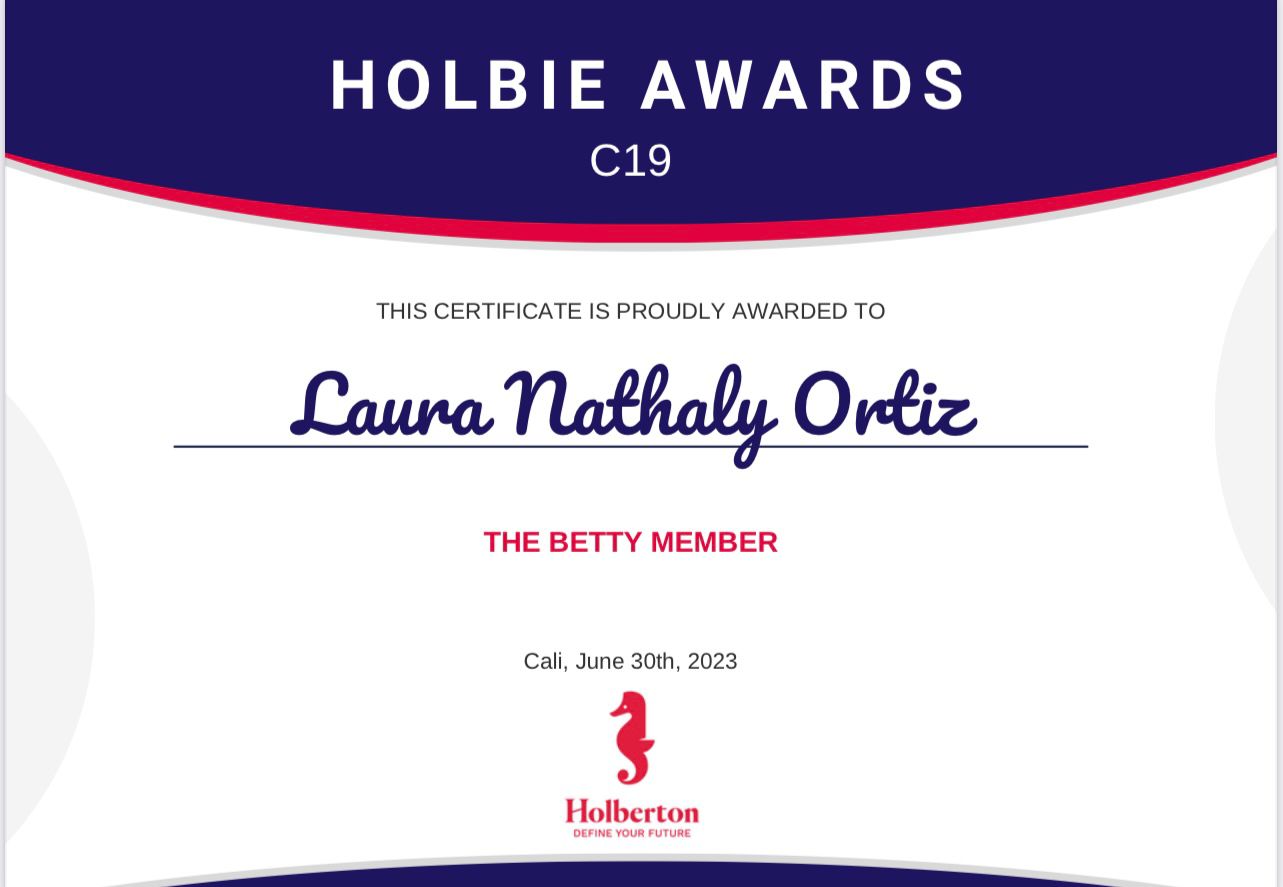 HOLBIE AWARDS
C19
THIS CERTIFICATE IS PROUDLY AWARDED TO
Laura Nathaly Ortiz
THE BETTY MEMBER
Cali, June 30th, 2023
Holberton
DEFINE YOUR FUTURE